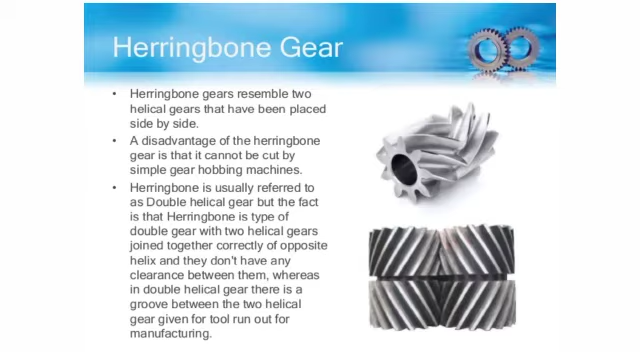 Herringbone Gear
• Herringbone gears resemble two
helical gears that have been placed
side by side.
• A disadvantage of the herringbone
gear is that it cannot be cut by
simple gear hobbing machines.
• Herringbone is usually referred to
as Double helical gear but the fact
is that Herringbone is type of
double gear with two helical gears
joined together correctly of opposite
helix and they don't have any
clearance between them, whereas
in double helical gear there is a
groove between the two helical
gear given for tool run out for
manufacturing.